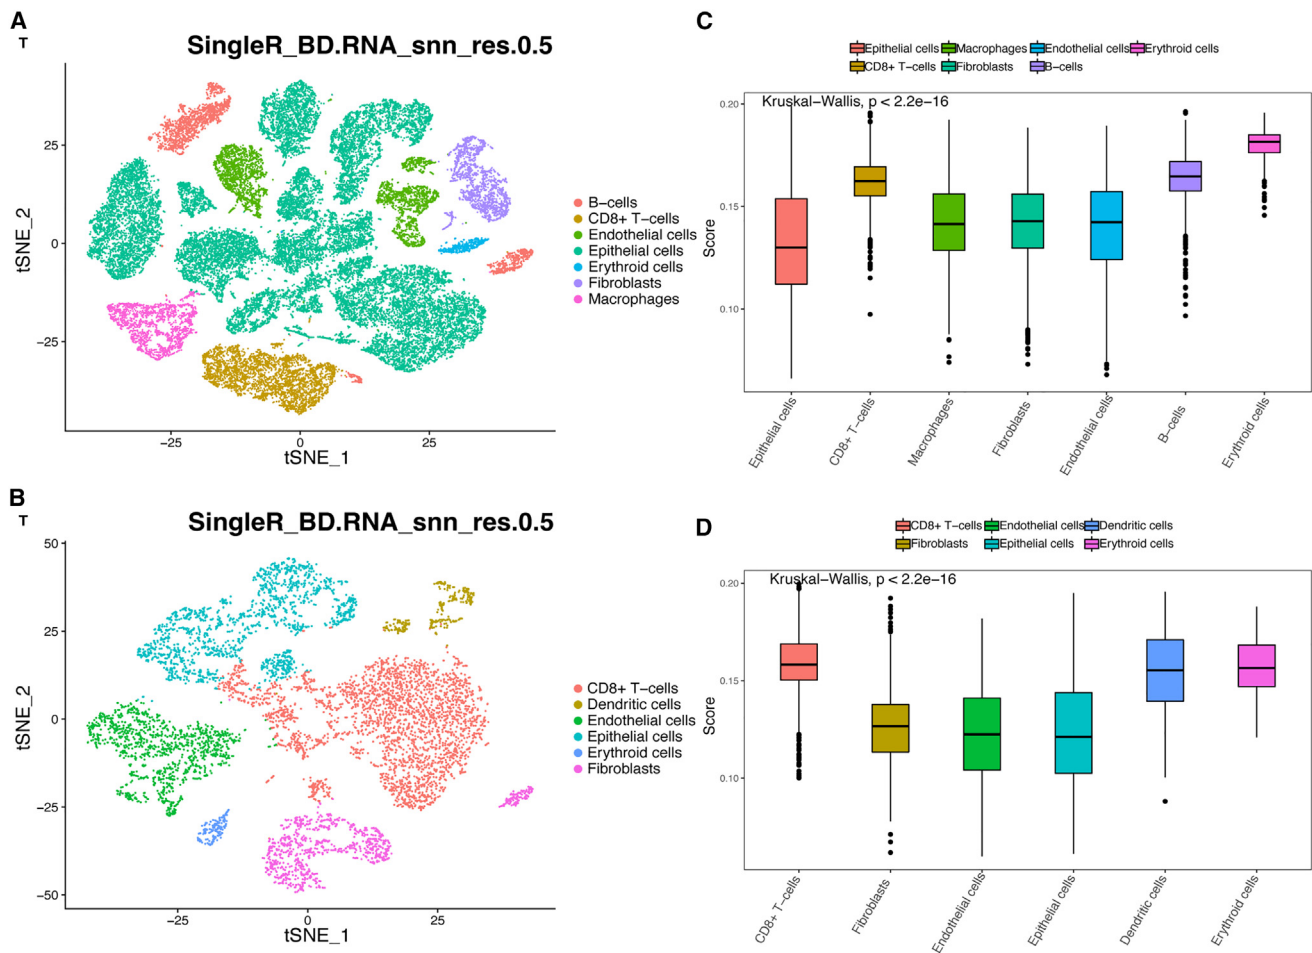 A
T
SingleR_BD.RNA_snn_res.0.5
tSNE_2
25
0
−25
−25
0
25
tSNE_1
B−cells
CD8+ T−cells
Endothelial cells
Epithelial cells
Erythroid cells
Fibroblasts
Macrophages
B
T
SingleR_BD.RNA_snn_res.0.5
tSNE_2
50
25
0
−25
−50
−25
0
25
tSNE_1
CD8+ T−cells
Dendritic cells
Endothelial cells
Epithelial cells
Erythroid cells
Fibroblasts
C
Epithelial cells Macrophages Endothelial cells Erythroid cells
CD8+ T−cells Fibroblasts B−cells
Kruskal−Wallis, p < 2.2e−16
Score
0.20
0.15
0.10
Epithelial cells
CD8+ T−cells
Macrophages
Fibroblasts
Endothelial cells
B−cells
Erythroid cells
D
CD8+ T−cells Endothelial cells Dendritic cells
Fibroblasts Epithelial cells Erythroid cells
Kruskal−Wallis, p < 2.2e−16
Score
0.20
0.15
0.10
CD8+ T−cells
Fibroblasts
Endothelial cells
Epithelial cells
Dendritic cells
Erythroid cells